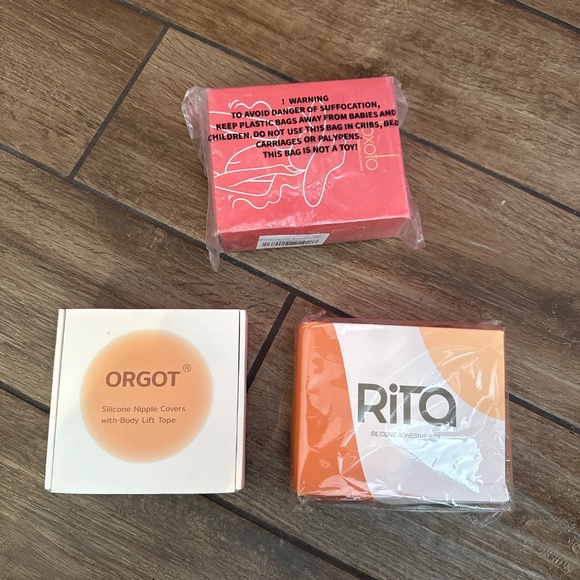 ! WARNING
TO AVOID DANGER OF SUFFOCATION,
KEEP PLASTIC BAGS AWAY FROM BABIES AND
CHILDREN. DO NOT USE THIS BAG IN CRIBS, BED
CARRIAGES OR PALYPENS.
THIS BAG IS NOT A TOY!
ORGOT®
Silicone Nipple Covers
with Body Lift Tape
RiTa
SILICONE ADHESIVE BRA